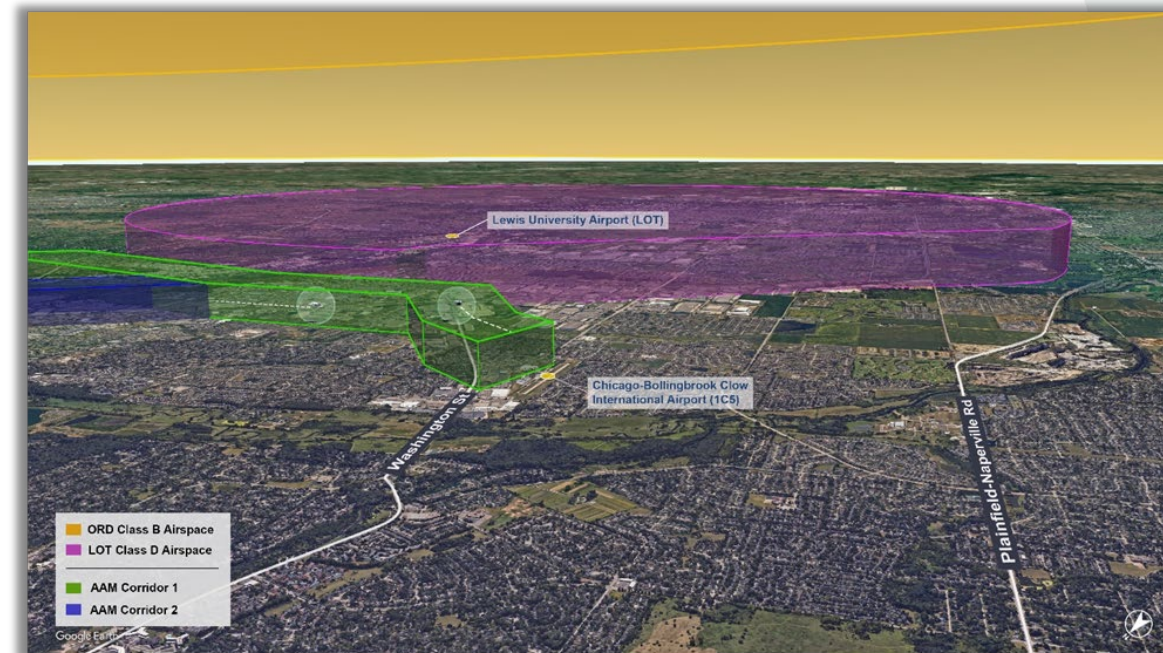 Lewis University Airport (LOT)
Chicago-Bollingbrook Clow
International Airport (1C5)
Washington St
Plainfield-Naperville Rd
ORD Class B Airspace
LOT Class D Airspace
AAM Corridor 1
AAM Corridor 2
Google Earth